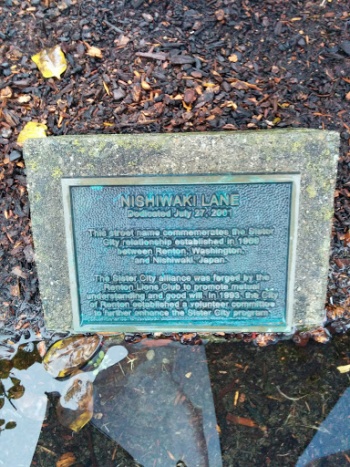 NISHIWAKI LANE
Dedicated July 27, 2001
This street name commemorates the Sister
City relationship established in 1969
between Renton, Washington,
and Nishiwaki, Japan.
The Sister City alliance was forged by the
Renton Lions Club to promote mutual
understanding and good will. In 1993, the City
of Renton established a volunteer committee
to further enhance the Sister City program.